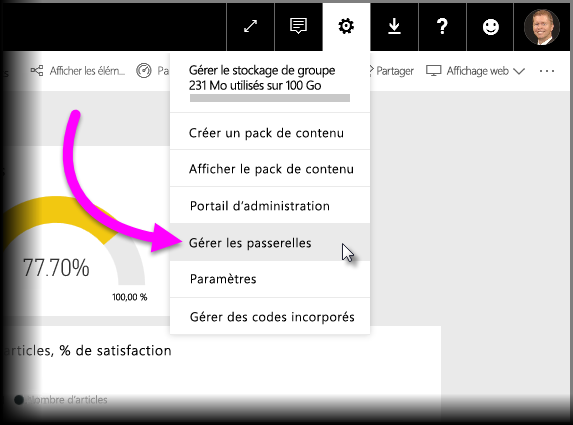 Afficher les élém...
Pa
Partager
Affichage web
Gérer le stockage de groupe
231 Mo utilisés sur 100 Go
Créer un pack de contenu
Afficher le pack de contenu
Portail d'administration
Gérer les passerelles
Paramètres
Gérer des codes incorporés
77.70%
100,00 %
articles, % de satisfaction
Nombre d'articles